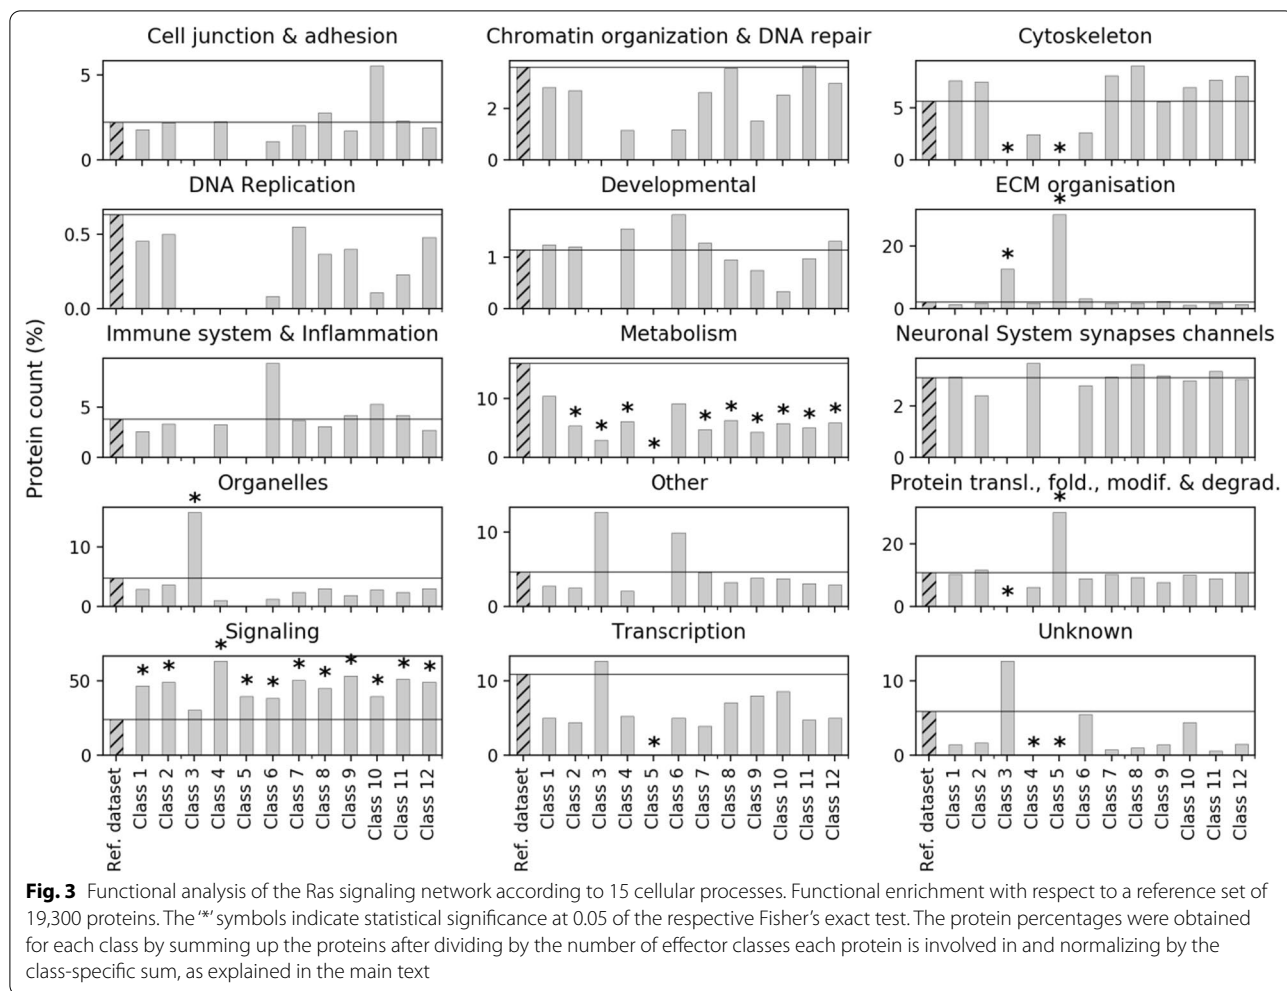 Cell junction & adhesion
5
0
Chromatin organization & DNA repair
2
0
Cytoskeleton
5
0
* *
DNA Replication
0.5
0.0
Developmental
1
0
ECM organisation
20
0
* *
Protein count (%)
Immune system & Inflammation
5
0
Metabolism
10
0
* * * * * * * * * *
Neuronal System synapses channels
2
0
Organelles
10
0
*
Other
10
0
Protein transl., fold., modif. & degrad.
20
0
* *
Signaling
50
0
* * * * * * * * * * *
Transcription
10
0
*
Unknown
10
0
* *
Ref. dataset
Class 1
Class 2
Class 3
Class 4
Class 5
Class 6
Class 7
Class 8
Class 9
Class 10
Class 11
Class 12
Ref. dataset
Class 1
Class 2
Class 3
Class 4
Class 5
Class 6
Class 7
Class 8
Class 9
Class 10
Class 11
Class 12
Ref. dataset
Class 1
Class 2
Class 3
Class 4
Class 5
Class 6
Class 7
Class 8
Class 9
Class 10
Class 11
Class 12
Fig. 3 Functional analysis of the Ras signaling network according to 15 cellular processes. Functional enrichment with respect to a reference set of
19,300 proteins. The ‘*’ symbols indicate statistical significance at 0.05 of the respective Fisher’s exact test. The protein percentages were obtained
for each class by summing up the proteins after dividing by the number of effector classes each protein is involved in and normalizing by the
class-specific sum, as explained in the main text